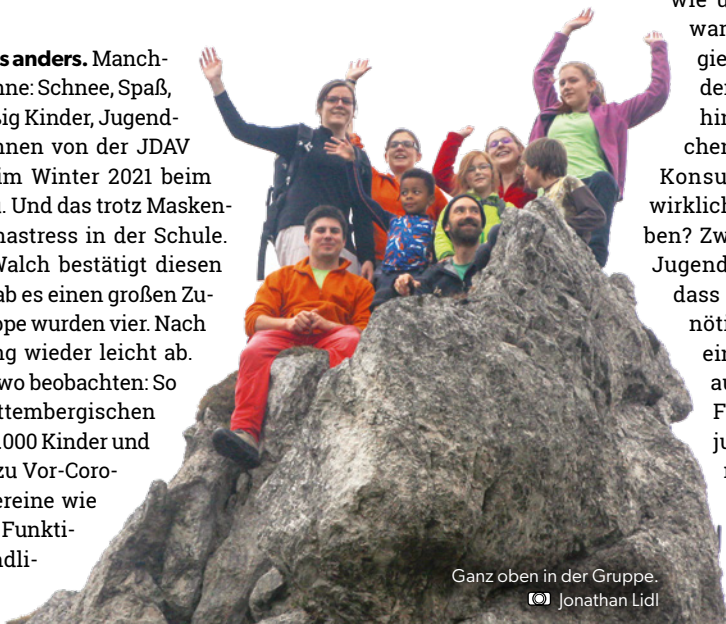 s anders. Manch-
hne: Schnee, Spaß,
ßig Kinder, Jugend-
nnen von der JDAV
im Winter 2021 beim
. Und das trotz Masken-
nastress in der Schule.
Walch bestätigt diesen
ab es einen großen Zu-
ppe wurden vier. Nach
ng wieder leicht ab.
wo beobachten: So
ttembergischen
.000 Kinder und
zu Vor-Coro-
ereine wie
Funkti-
ndli-
wie d
war
gie
der
hin
cher
Konsu
wirklich
ben? Zw
Jugend
dass
nöti
ein
au
F
ju
Ganz oben in der Gruppe.
Jonathan Lidl